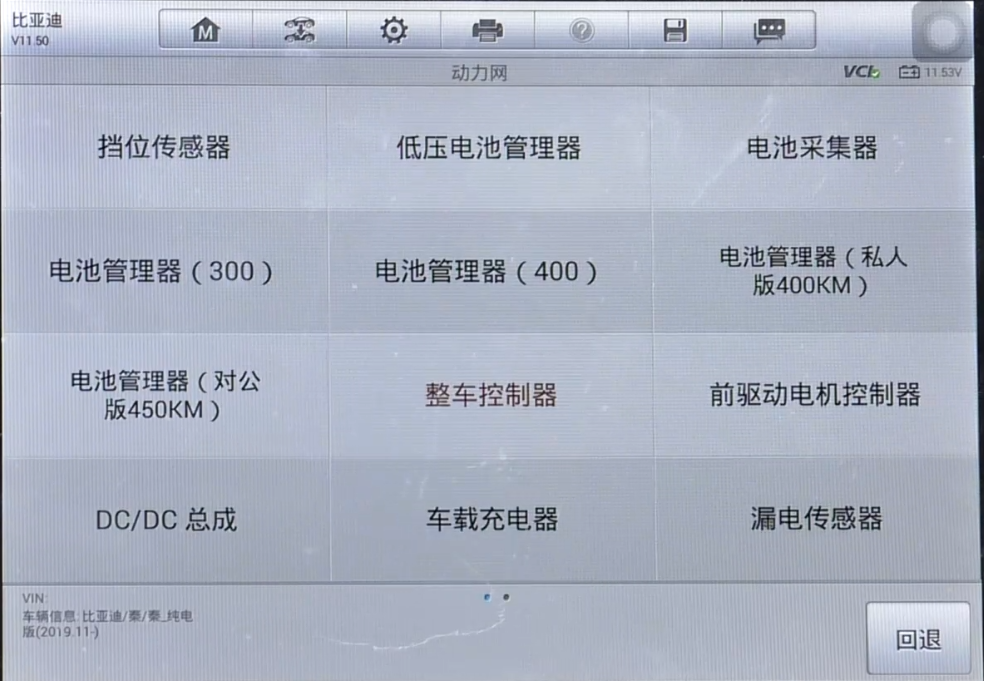 比亚迪
V11.50
M
动力网
VCI
11.53V
挡位传感器
低压电池管理器
电池采集器
电池管理器（300）
电池管理器（400）
电池管理器（私人
版400KM）
电池管理器（对公
版450KM）
整车控制器
前驱动电机控制器
DC/DC 总成
车载充电器
漏电传感器
VIN:
车辆信息: 比亚迪/秦/秦_纯电
版(2019.11-)
回退